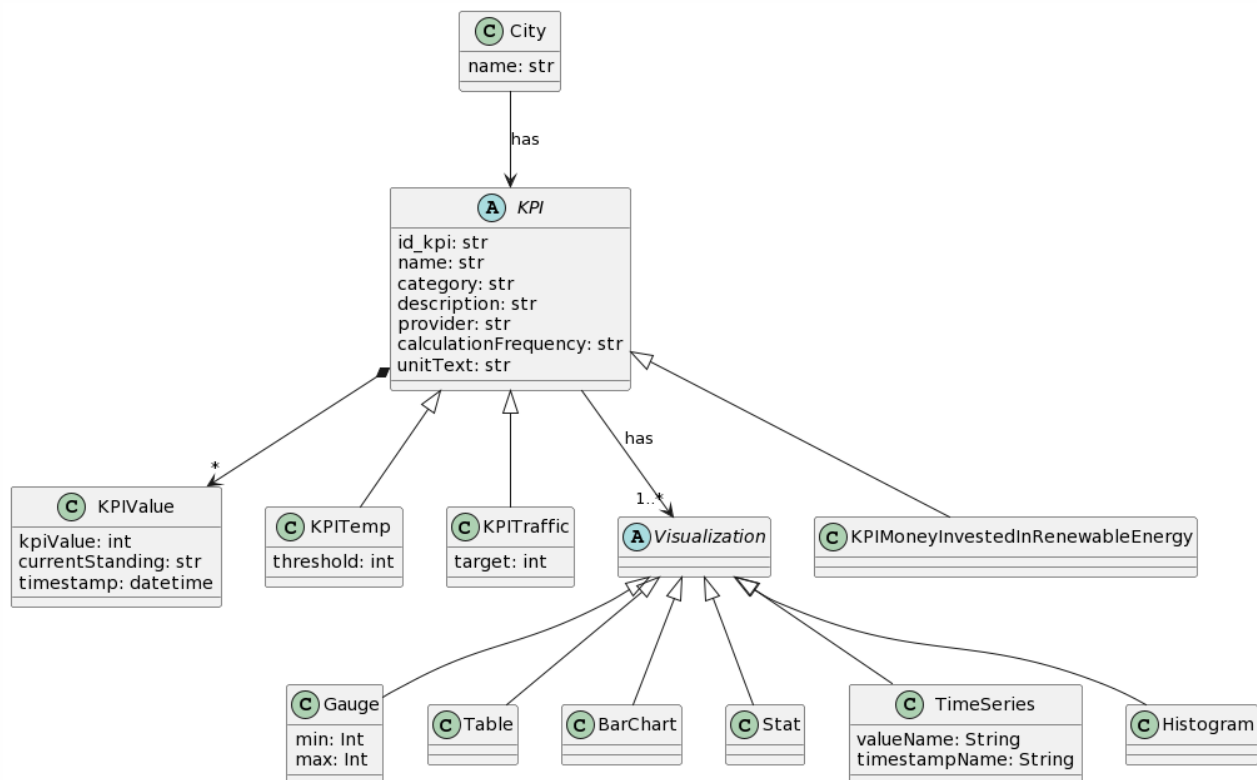 C City
name: str
has
A KPI
id_kpi: str
name: str
category: str
description: str
provider: str
calculationFrequency: str
unitText: str
has
*
1..*
C KPIValue
kpiValue: int
currentStanding: str
timestamp: datetime
C KPITemp
threshold: int
C KPITraffic
target: int
A Visualization
C KPIMoneyInvestedInRenewableEnergy
C Gauge
min: Int
max: Int
C Table
C BarChart
C Stat
C TimeSeries
valueName: String
timestampName: String
C Histogram